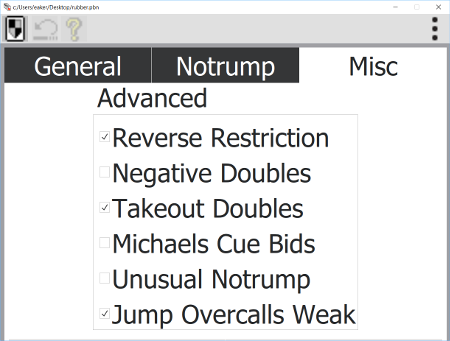 c:/Users/eaker/Desktop/rubber.pbn
General Notrump Misc
Advanced
Reverse Restriction
Negative Doubles
Takeout Doubles
Michaels Cue Bids
Unusual Notrump
Jump Overcalls Weak